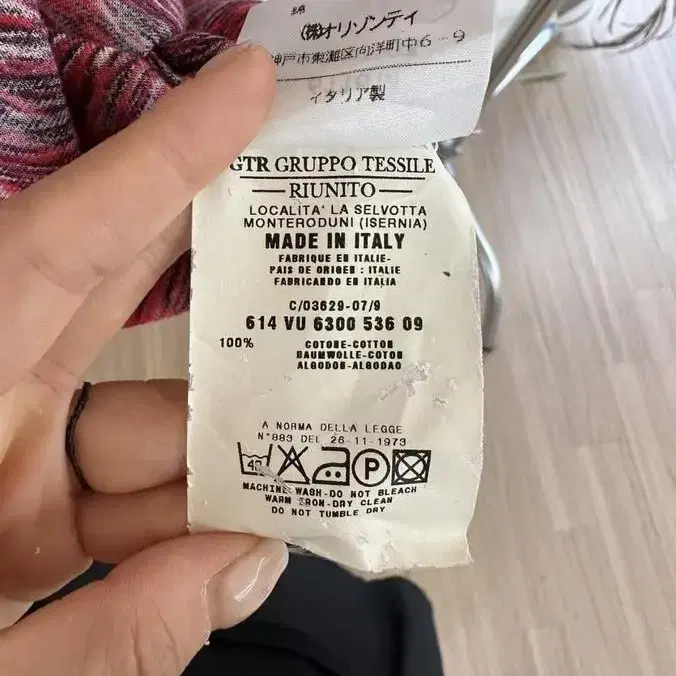 綿
(株)オリゾンティ
神戸市東灘区向洋町中6-9
イタリア製
GTR GRUPPO TESSILE
RIUNITO
LOCALITA' LA SELVOTTA
MONTERODUNI (ISERNIA)
MADE IN ITALY
FABRIQUE EN ITALIE-
PAIS DE ORIGEN : ITALIE
FABRICANDO EN ITALIA
C/03629-07/9
614 VU 6300 536 09
100% COTONE-COTTON
BAUMWOLLE-COTON
ALGODON-ALGODAO
A NORMA DELLA LEGGE
N°883 DEL 26-11-1973
40 P
MACHINE WASH-DO NOT BLEACH
WARM IRON-DRY CLEAN
DO NOT TUMBLE DRY